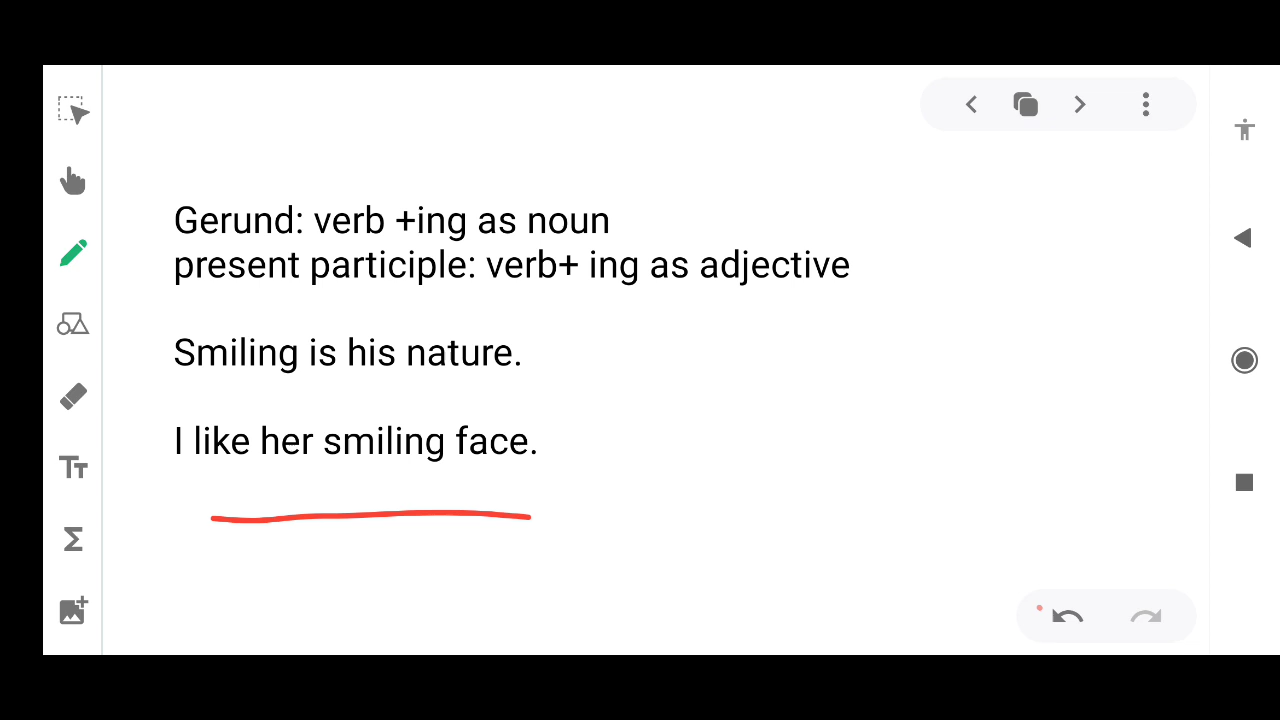 Gerund: verb +ing as noun
present participle: verb+ ing as adjective
Smiling is his nature.
I like her smiling face.